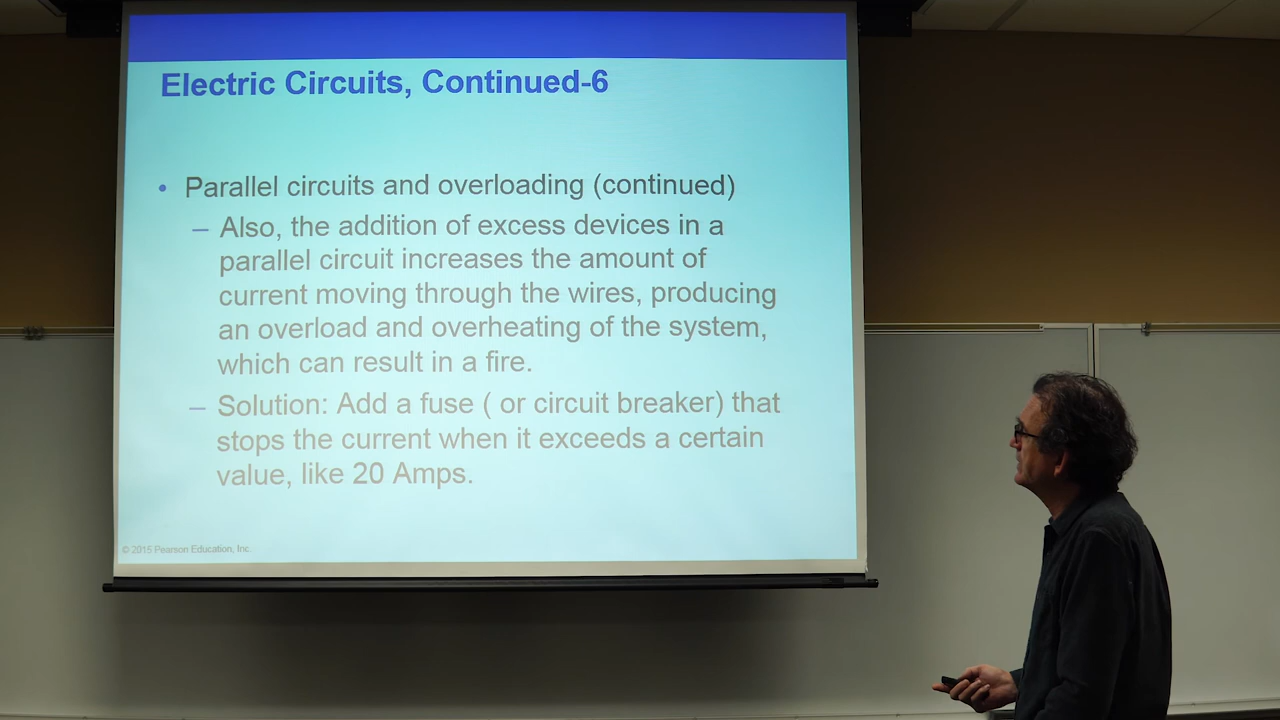 Electric Circuits, Continued-6
• Parallel circuits and overloading (continued)
– Also, the addition of excess devices in a
parallel circuit increases the amount of
current moving through the wires, producing
an overload and overheating of the system,
which can result in a fire.
– Solution: Add a fuse ( or circuit breaker) that
stops the current when it exceeds a certain
value, like 20 Amps.
© 2015 Pearson Education, Inc.